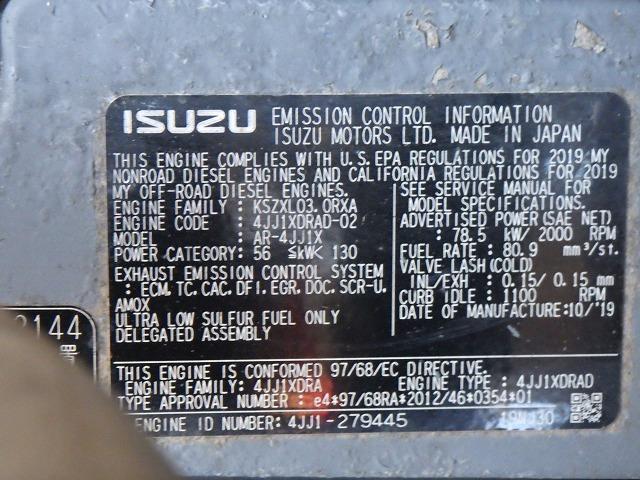 ISUZU EMISSION CONTROL INFORMATION
ISUZU MOTORS LTD. MADE IN JAPAN
THIS ENGINE COMPLIES WITH U.S.EPA REGULATIONS FOR 2019 MY
NONROAD DIESEL ENGINES AND CALIFORNIA REGULATIONS FOR 2019
MY OFF-ROAD DIESEL ENGINES.
ENGINE FAMILY : KSZXL03.0RXA
ENGINE CODE : 4JJ1XDRAD-02
MODEL : AR-4JJ1X
POWER CATEGORY: 56 ≦kW< 130
EXHAUST EMISSION CONTROL SYSTEM
: ECM, TC, CAC, DFI, EGR, DOC, SCR-U,
AMOX
ULTRA LOW SULFUR FUEL ONLY
DELEGATED ASSEMBLY
SEE SERVICE MANUAL FOR
MODEL SPECIFICATIONS.
ADVERTISED POWER(SAE NET)
: 78.5 kW/ 2000 RPM
FUEL RATE: 80.9 mm³/st.
VALVE LASH(COLD)
INL/EXH : 0.15/ 0.15 mm
CURB IDLE : 1100 RPM
DATE OF MANUFACTURE:10/'19
THIS ENGINE IS CONFORMED 97/68/EC DIRECTIVE.
ENGINE FAMILY: 4JJ1XDRA ENGINE TYPE: 4JJ1XDRAD
TYPE APPROVAL NUMBER : e4*97/68RA*2012/46*0354*01
ENGINE ID NUMBER: 4JJ1-279445
3144